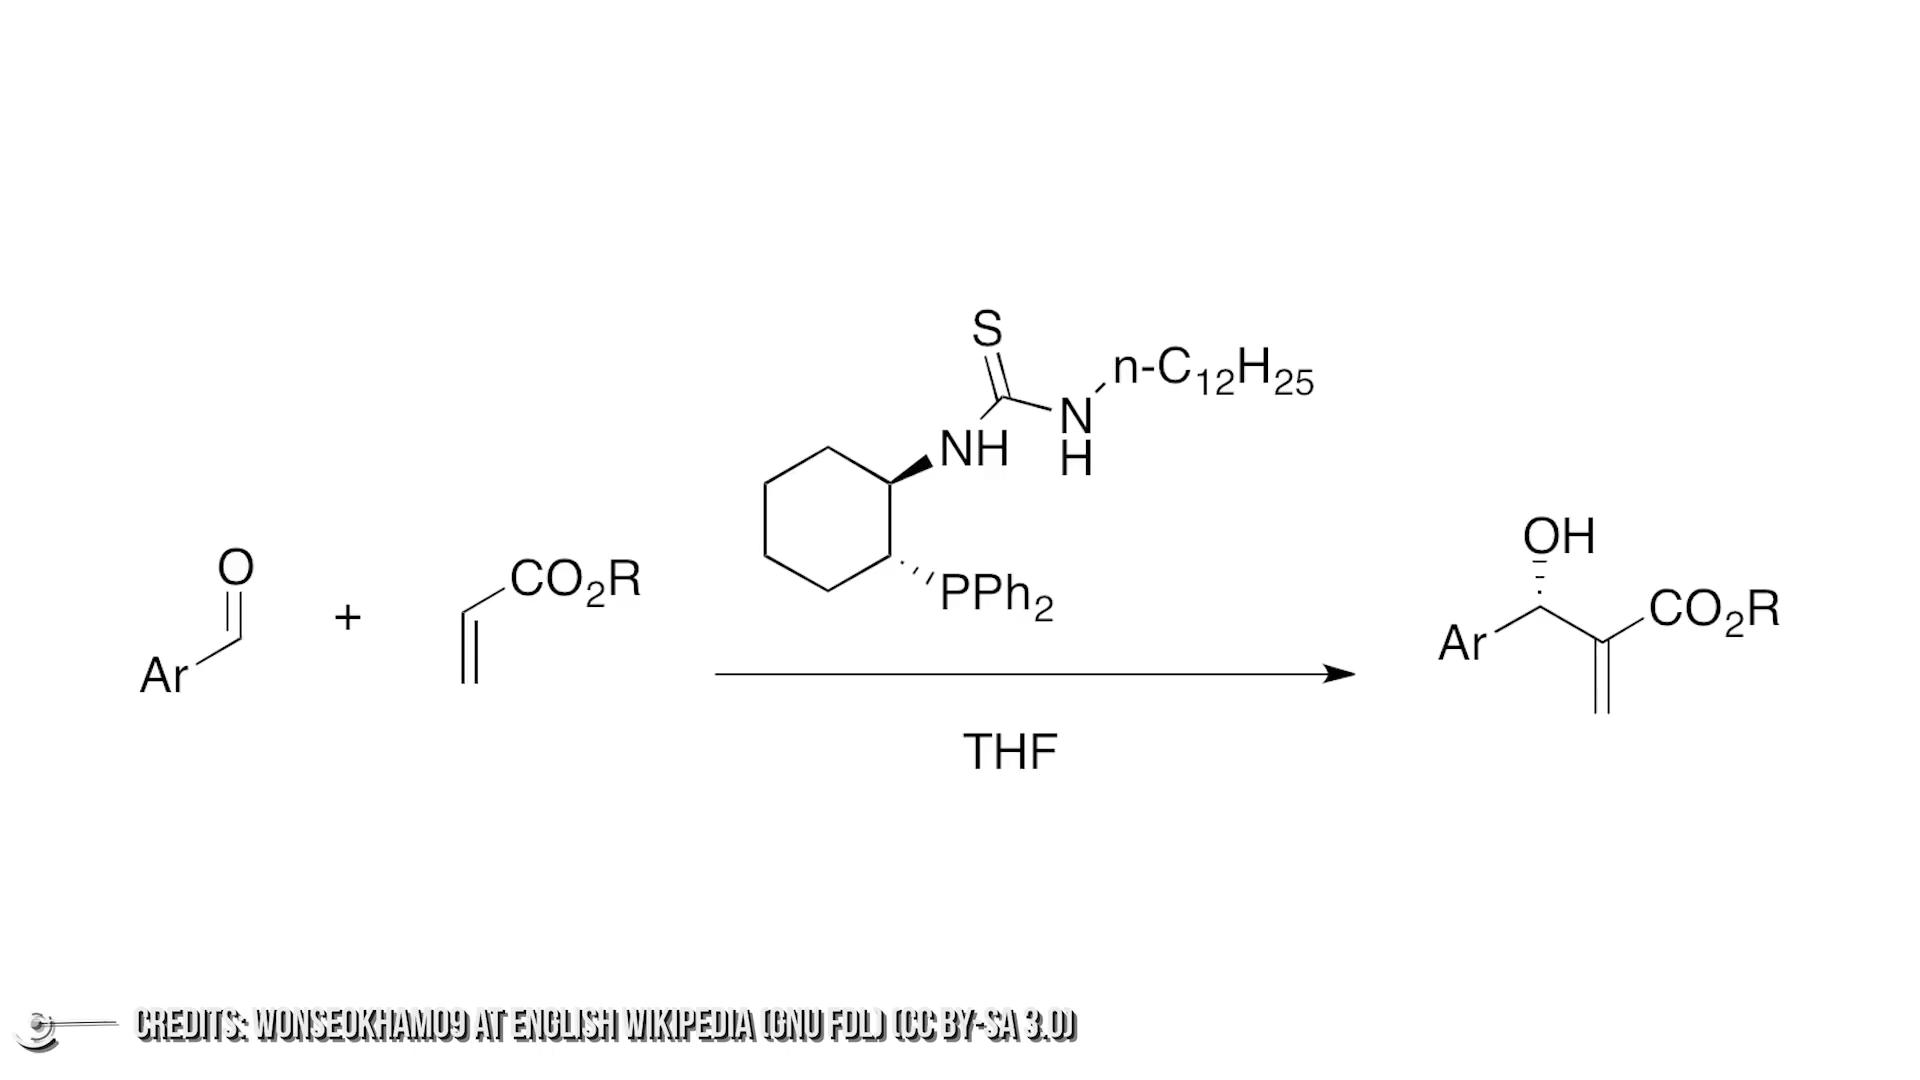 S
n-C12H25
N
H
NH
O
Ar
+
CO2R
PPh2
THF
OH
Ar
CO2R
CREDITS: WONSEOKHAM09 AT ENGLISH WIKIPEDIA (GNU FDL) (CC BY-SA 3.0)